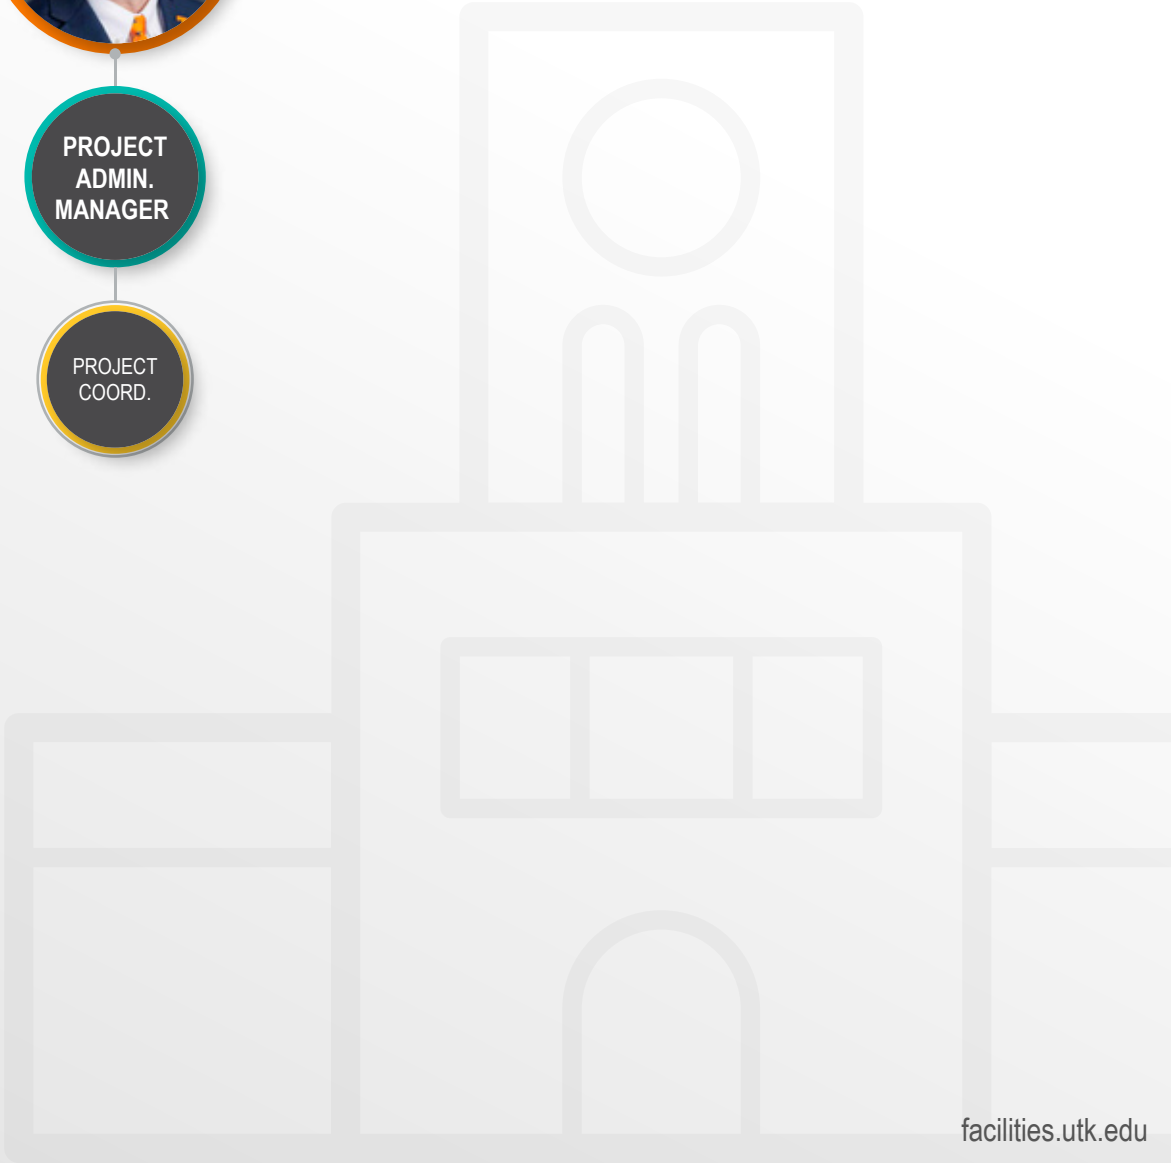 PROJECT
ADMIN.
MANAGER
PROJECT
COORD.
facilities.utk.edu